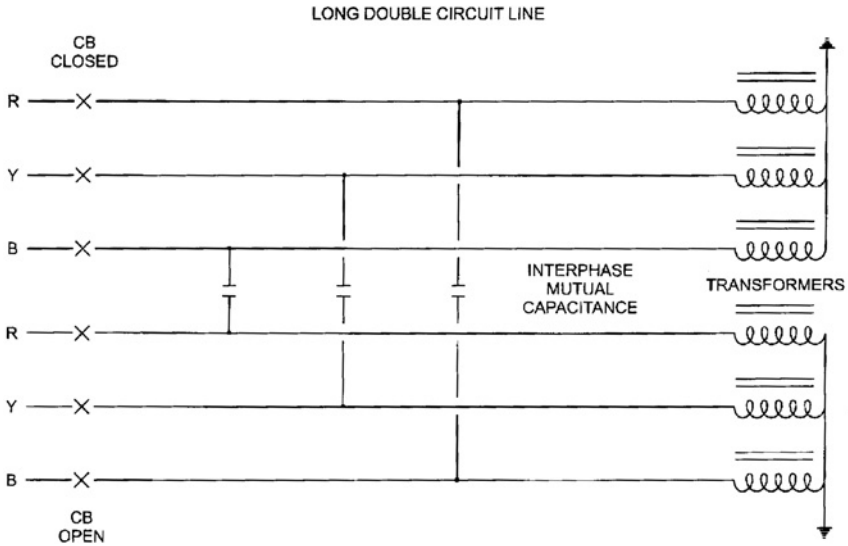 LONG DOUBLE CIRCUIT LINE
CB
CLOSED
R
Y
B
INTERPHASE
MUTUAL
CAPACITANCE
TRANSFORMERS
R
Y
B
CB
OPEN